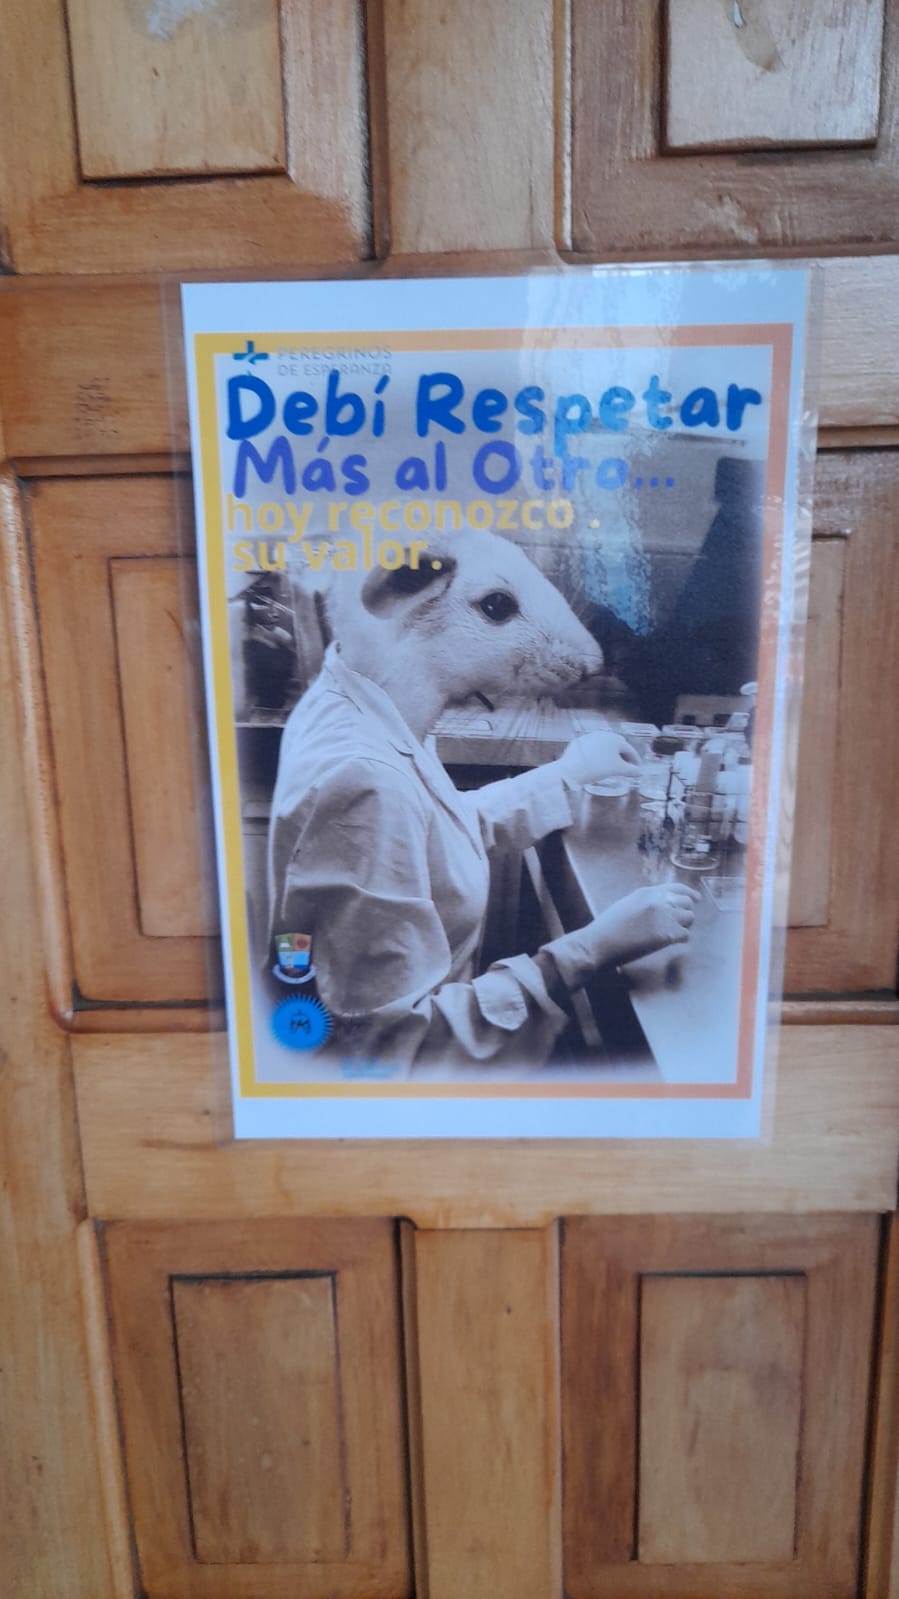 PEREGRINOS
DE ESPERANZA
Debí Respetar
Más al Otro...
hoy reconozco .
su valor.